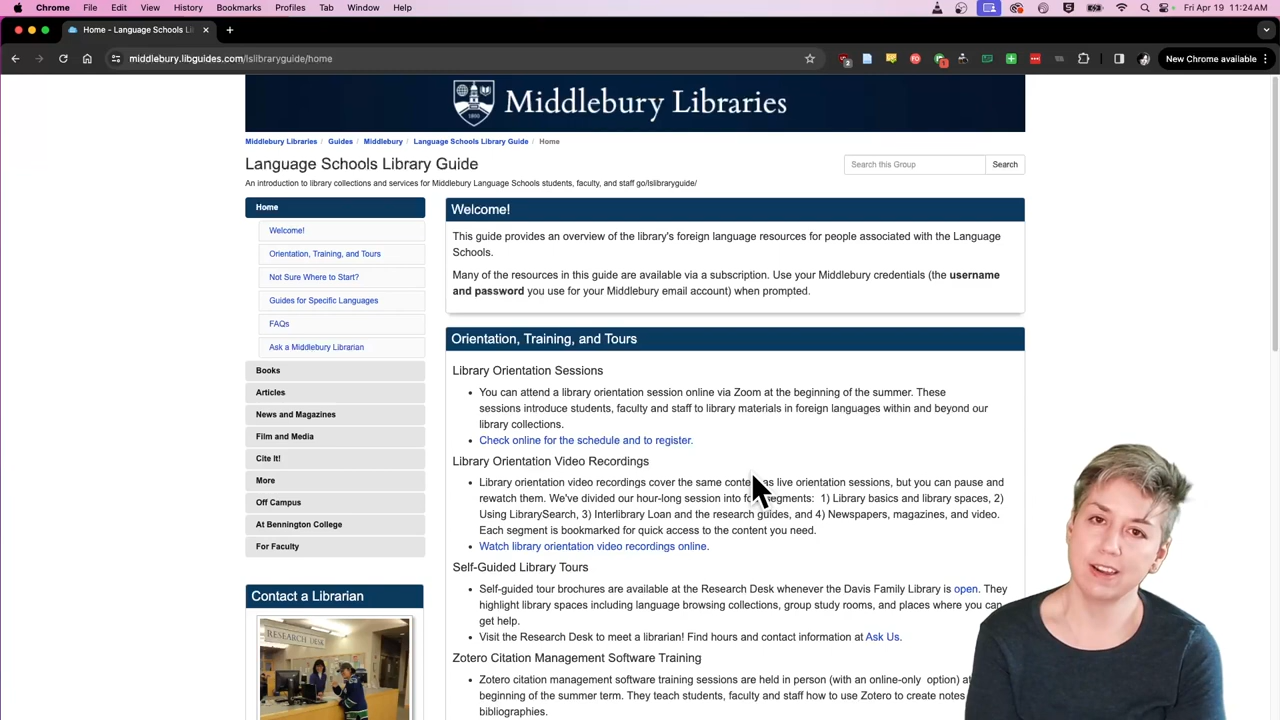 Chrome File Edit View History Bookmarks Profiles Tab Window Help Fri Apr 19 11:24 AM
Home - Language Schools Li
middlebury.libguides.com/lslibraryguide/home New Chrome available
Middlebury Libraries
Middlebury Libraries / Guides / Middlebury / Language Schools Library Guide / Home
Language Schools Library Guide
Search this Group Search
An introduction to library collections and services for Middlebury Language Schools students, faculty, and staff go/lslibraryguide/
Home
Welcome!
Orientation, Training, and Tours
Not Sure Where to Start?
Guides for Specific Languages
FAQs
Ask a Middlebury Librarian
Books
Articles
News and Magazines
Film and Media
Cite It!
More
Off Campus
At Bennington College
For Faculty
Contact a Librarian
RESEARCH DESK
Welcome!
This guide provides an overview of the library's foreign language resources for people associated with the Language
Schools.
Many of the resources in this guide are available via a subscription. Use your Middlebury credentials (the username
and password you use for your Middlebury email account) when prompted.
Orientation, Training, and Tours
Library Orientation Sessions
You can attend a library orientation session online via Zoom at the beginning of the summer. These
sessions introduce students, faculty and staff to library materials in foreign languages within and beyond our
library collections.
Check online for the schedule and to register.
Library Orientation Video Recordings
Library orientation video recordings cover the same as live orientation sessions, but you can pause and
rewatch them. We've divided our hour-long session into segments: 1) Library basics and library spaces, 2)
Using LibrarySearch, 3) Interlibrary Loan and the research guides, and 4) Newspapers, magazines, and video.
Each segment is bookmarked for quick access to the content you need.
Watch library orientation video recordings online.
Self-Guided Library Tours
Self-guided tour brochures are available at the Research Desk whenever the Davis Family Library is open. They
highlight library spaces including language browsing collections, group study rooms, and places where you can
get help.
Visit the Research Desk to meet a librarian! Find hours and contact information at Ask Us.
Zotero Citation Management Software Training
Zotero citation management software training sessions are held in person (with an online-only option) at
beginning of the summer term. They teach students, faculty and staff how to use Zotero to create notes
bibliographies.